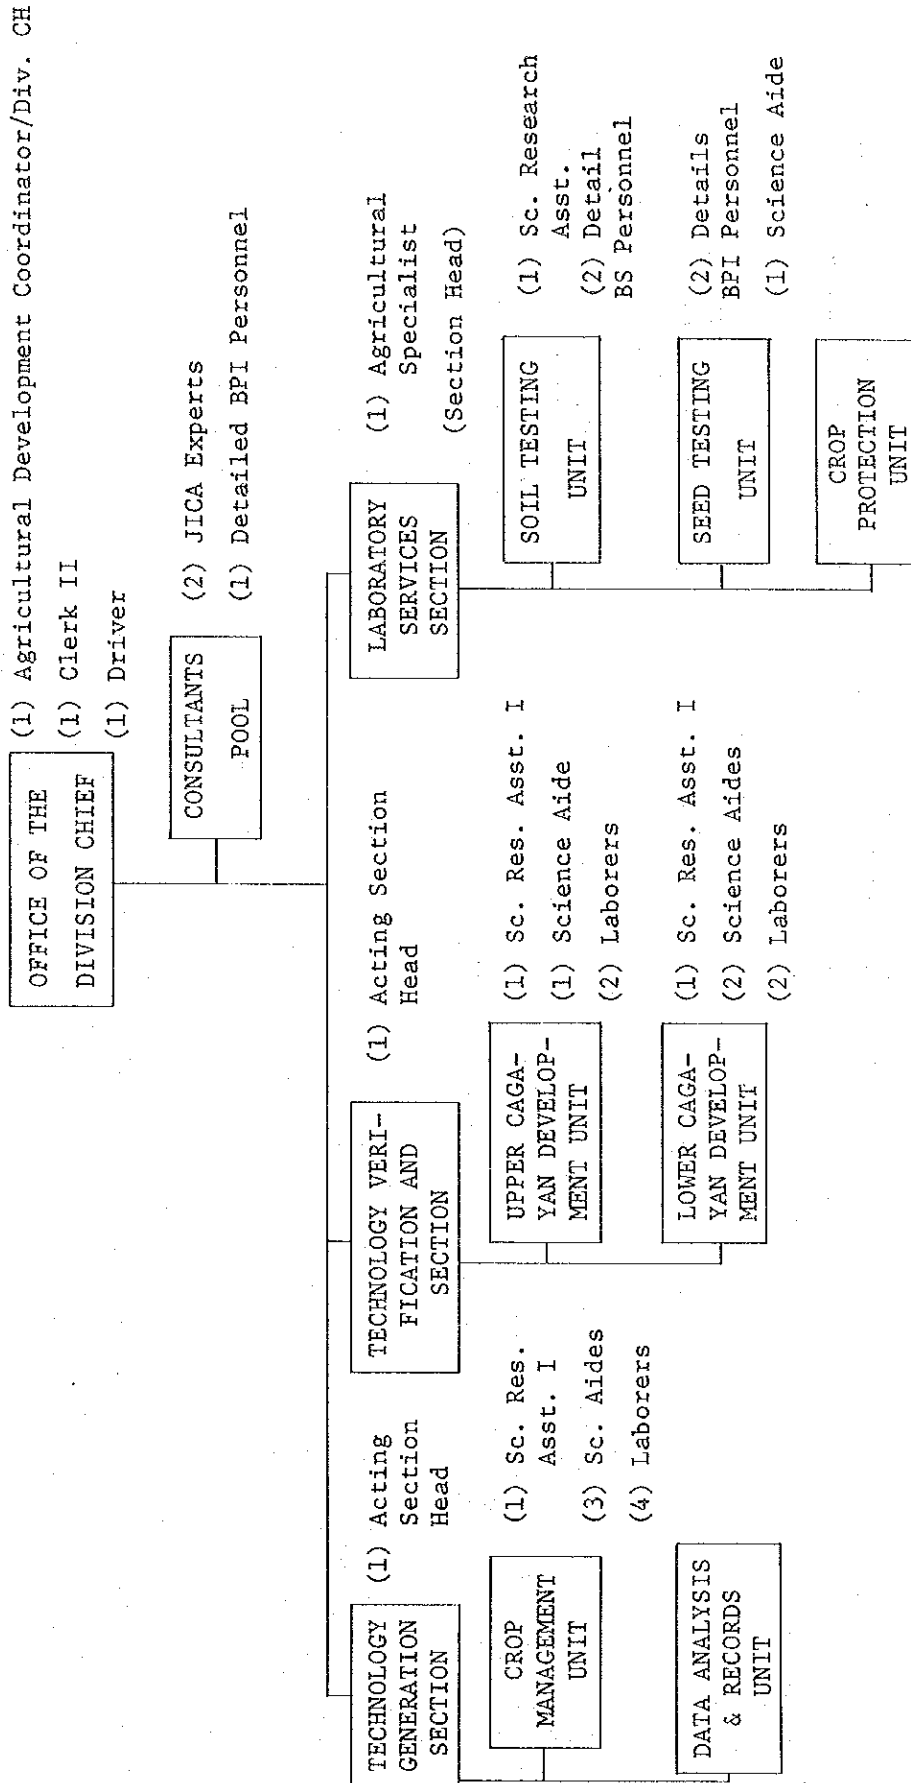 OFFICE OF THE
DIVISION CHIEF
(1) Agricultural Development Coordinator/Div. CH
(1) Clerk II
(1) Driver
CONSULTANTS
POOL
(2) JICA Experts
(1) Detailed BPI Personnel
TECHNOLOGY
GENERATION
SECTION
(1) Acting
Section
Head
CROP
MANAGEMENT
UNIT
(1) Sc. Res.
Asst. I
(3) Sc. Aides
(4) Laborers
DATA ANALYSIS
& RECORDS
UNIT
TECHNOLOGY VERI-
FICATION AND
SECTION
(1) Acting Section
Head
UPPER CAGA-
YAN DEVELOP-
MENT UNIT
(1) Sc. Res. Asst. I
(1) Science Aide
(2) Laborers
LOWER CAGA-
YAN DEVELOP-
MENT UNIT
(1) Sc. Res. Asst. I
(2) Science Aides
(2) Laborers
LABORATORY
SERVICES
SECTION
(1) Agricultural
Specialist
(Section Head)
SOIL TESTING
UNIT
(1) Sc. Research
Asst.
(2) Detail
BS Personnel
SEED TESTING
UNIT
(2) Details
BPI Personnel
(1) Science Aide
CROP
PROTECTION
UNIT